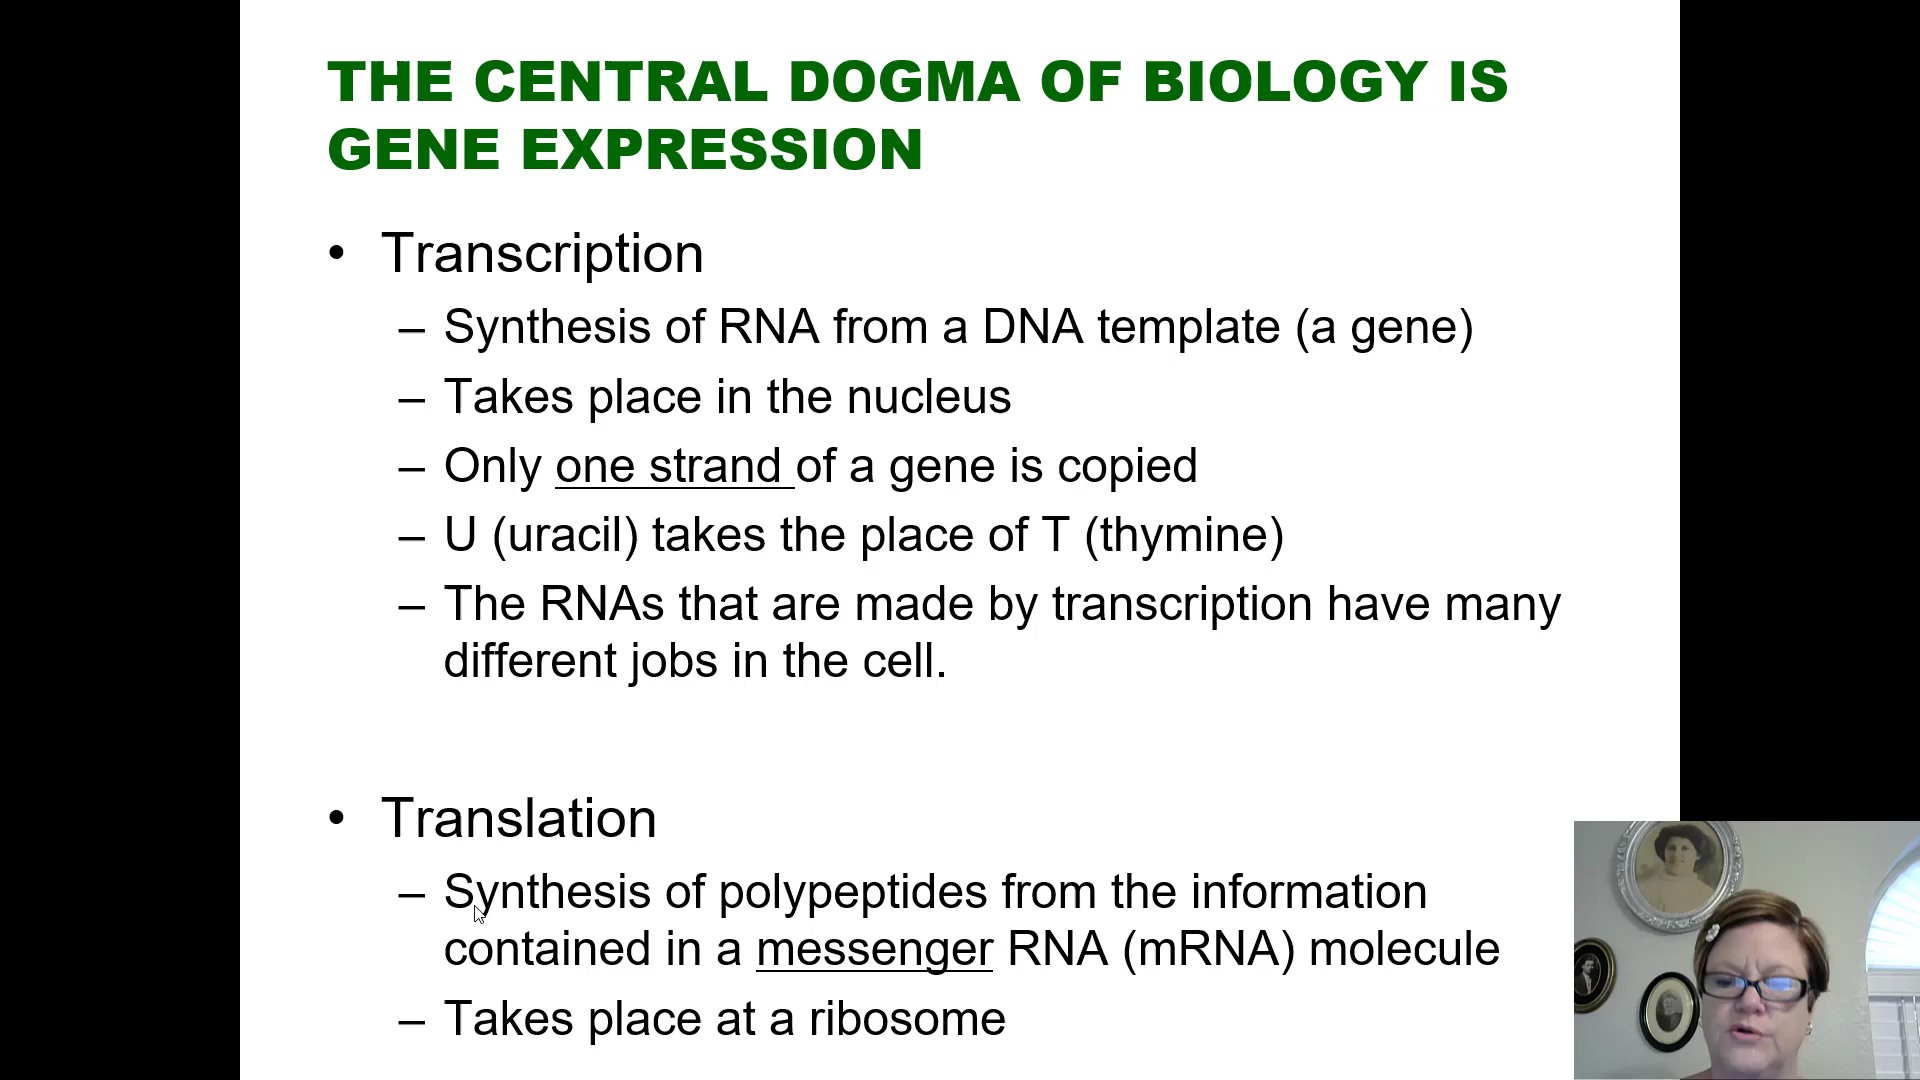 THE CENTRAL DOGMA OF BIOLOGY IS
GENE EXPRESSION
• Transcription
– Synthesis of RNA from a DNA template (a gene)
– Takes place in the nucleus
– Only one strand of a gene is copied
– U (uracil) takes the place of T (thymine)
– The RNAs that are made by transcription have many
different jobs in the cell.
• Translation
– Synthesis of polypeptides from the information
contained in a messenger RNA (mRNA) molecule
– Takes place at a ribosome